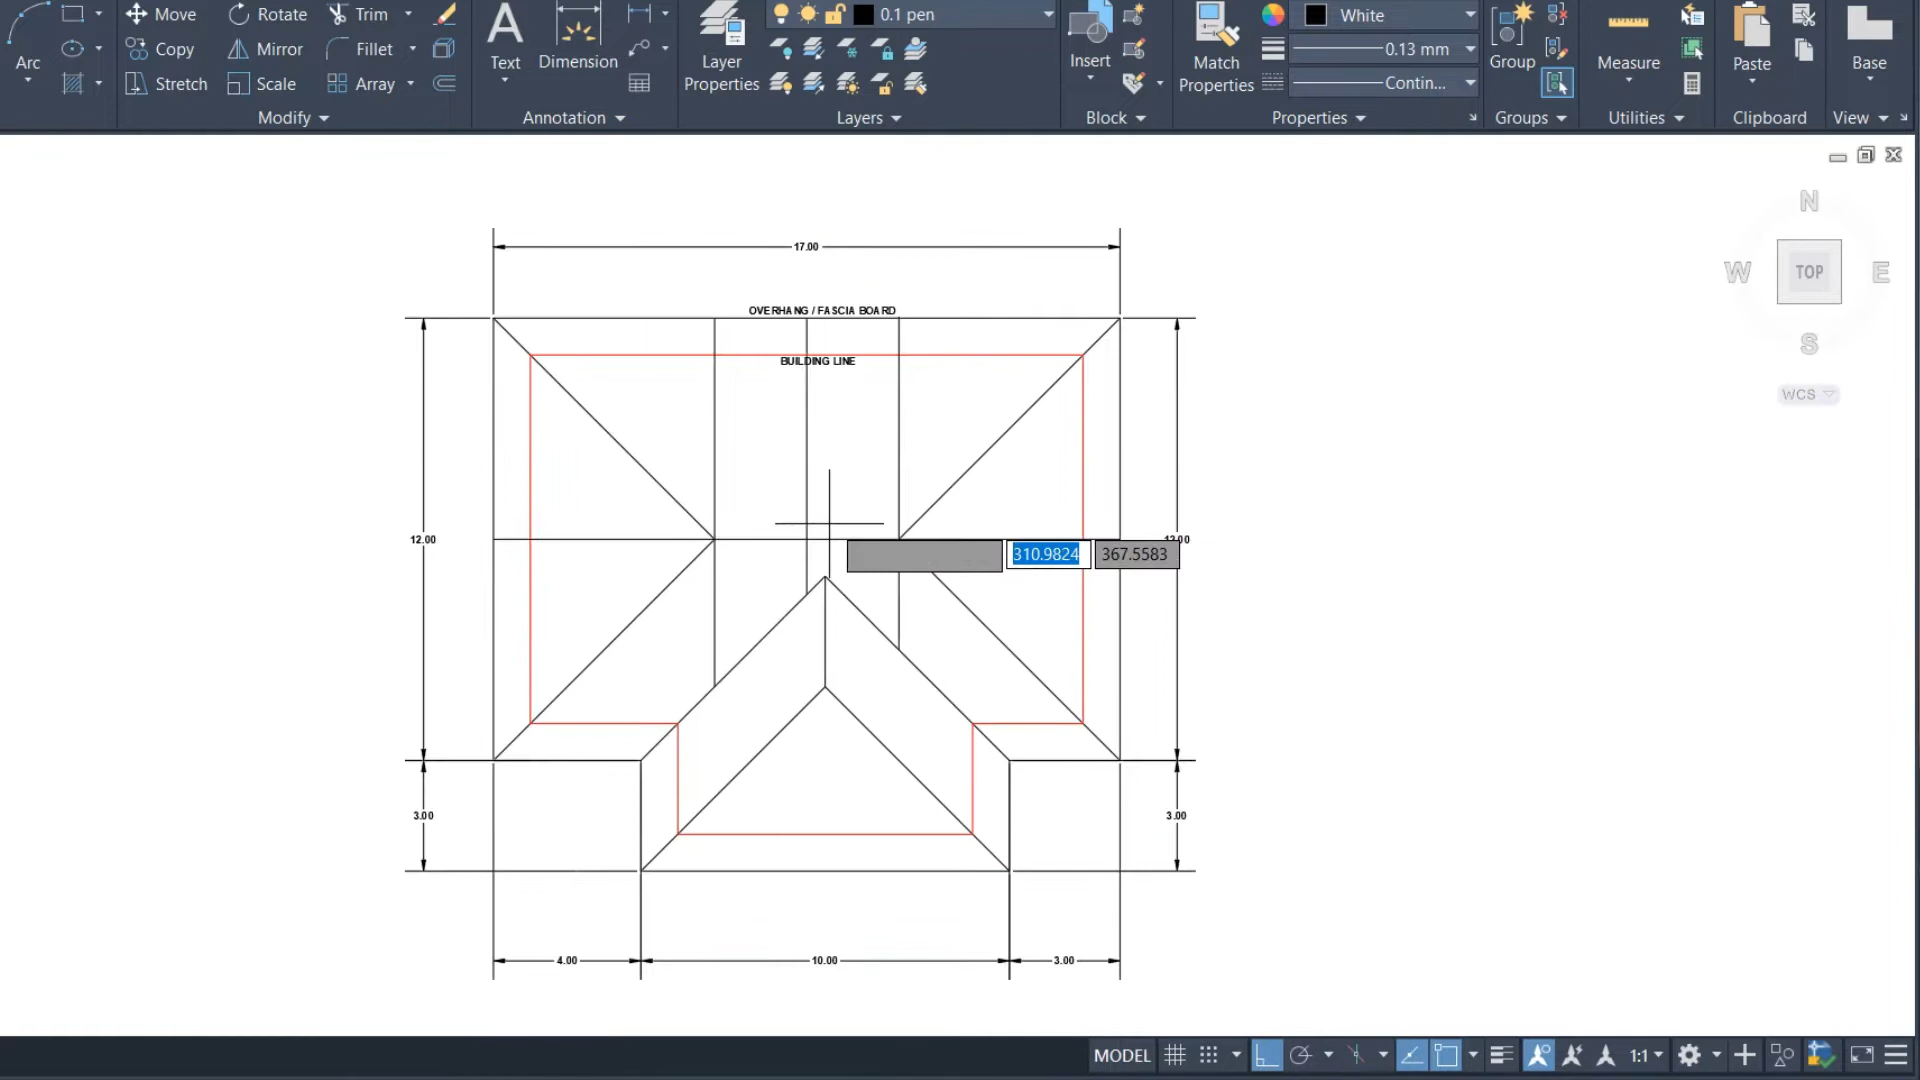 Arc
Move
Rotate
Trim
Copy
Mirror
Fillet
Stretch
Scale
Array
Modify
Text
Dimension
Annotation
Layer
Properties
0.1 pen
Layers
Insert
Block
Match
Properties
White
0.13 mm
Contin...
Properties
Group
Groups
Measure
Utilities
Paste
Clipboard
Base
View
N
W
TOP
E
S
WCS
17.00
OVERHANG / FASCIA BOARD
BUILDING LINE
12.00
310.9824
367.5583
3.00
3.00
4.00
10.00
3.00
MODEL
1:1